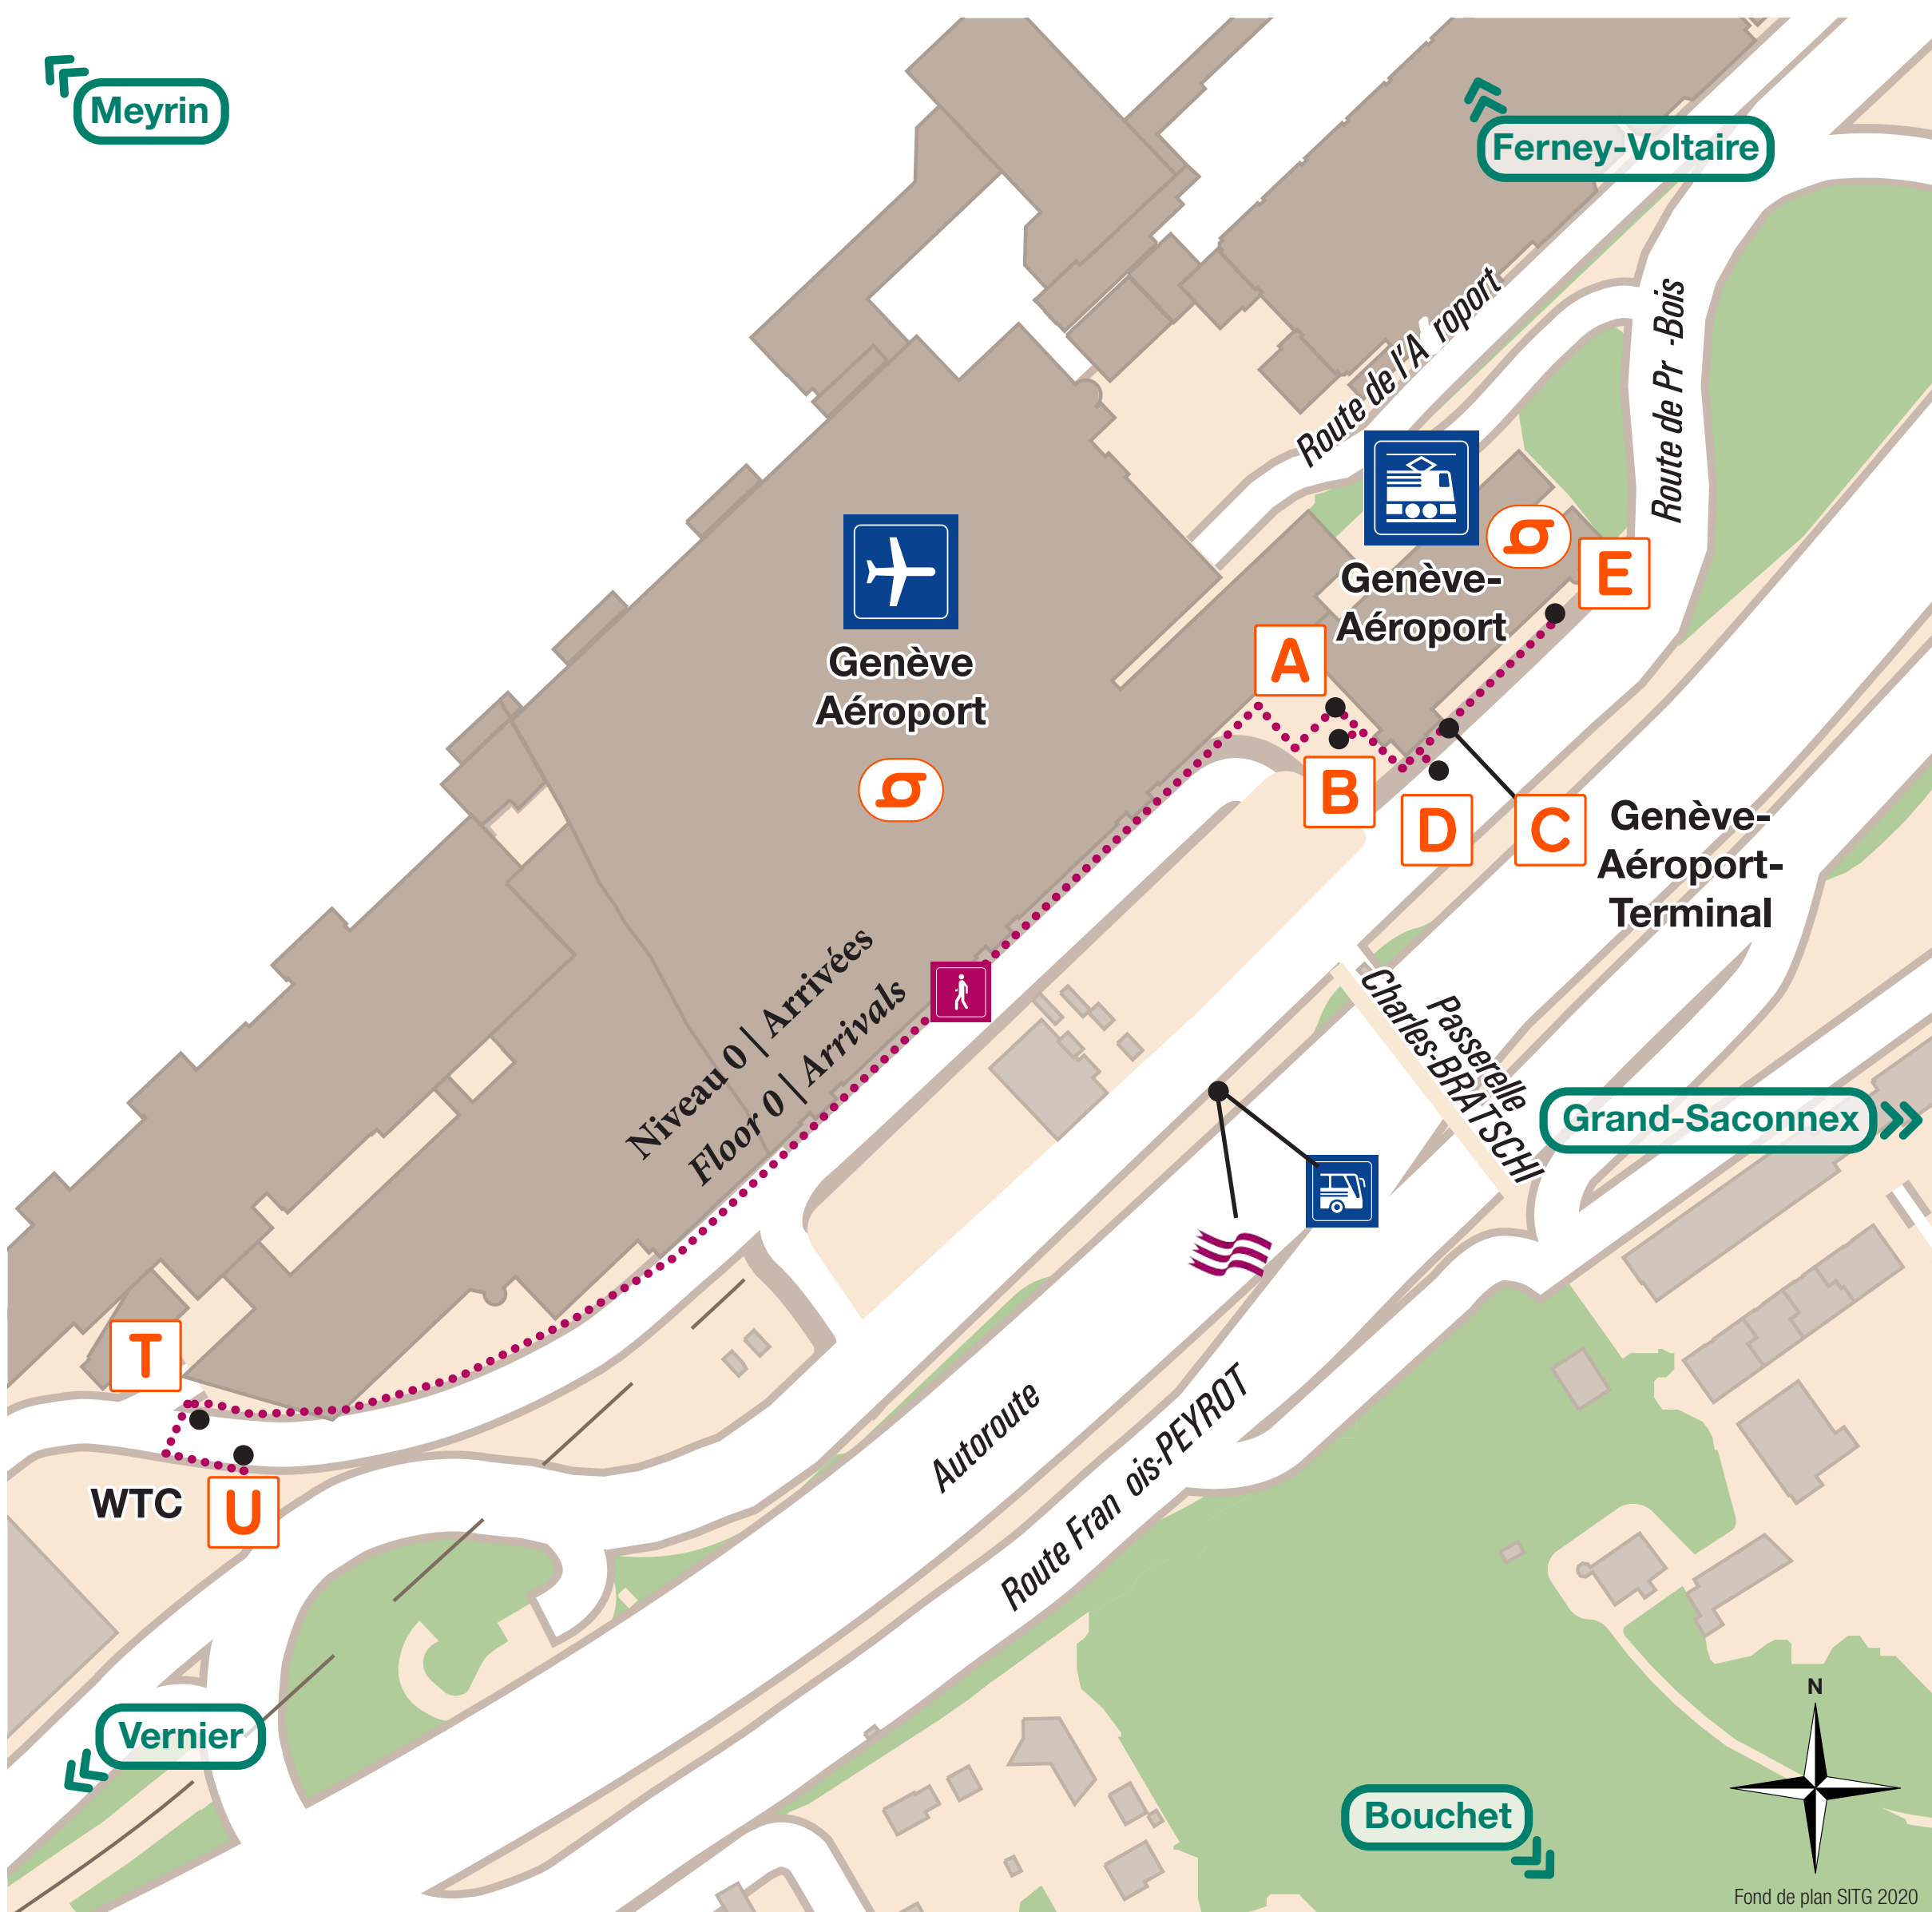 Meyrin
Ferney-Voltaire
Route de l'A roport
Route de Pr -Bois
Genève-
Aéroport
E
Genève
Aéroport
A
B
D
C
Genève-
Aéroport-
Terminal
Niveau 0 | Arrivées
Floor 0 | Arrivals
Passerelle
Charles-BRATSCHI
Grand-Saconnex
T
WTC
U
Autoroute
Route Fran ois-PEYROT
Vernier
Bouchet
N
Fond de plan SITG 2020